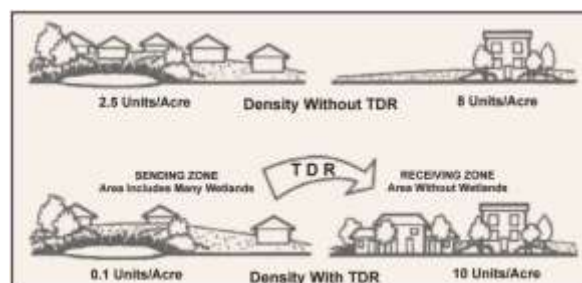 2.5 Units/Acre Density Without TDR 8 Units/Acre
SENDING ZONE
Area Includes Many Wetlands
TDR
RECEIVING ZONE
Area Without Wetlands
0.1 Units/Acre Density With TDR 10 Units/Acre